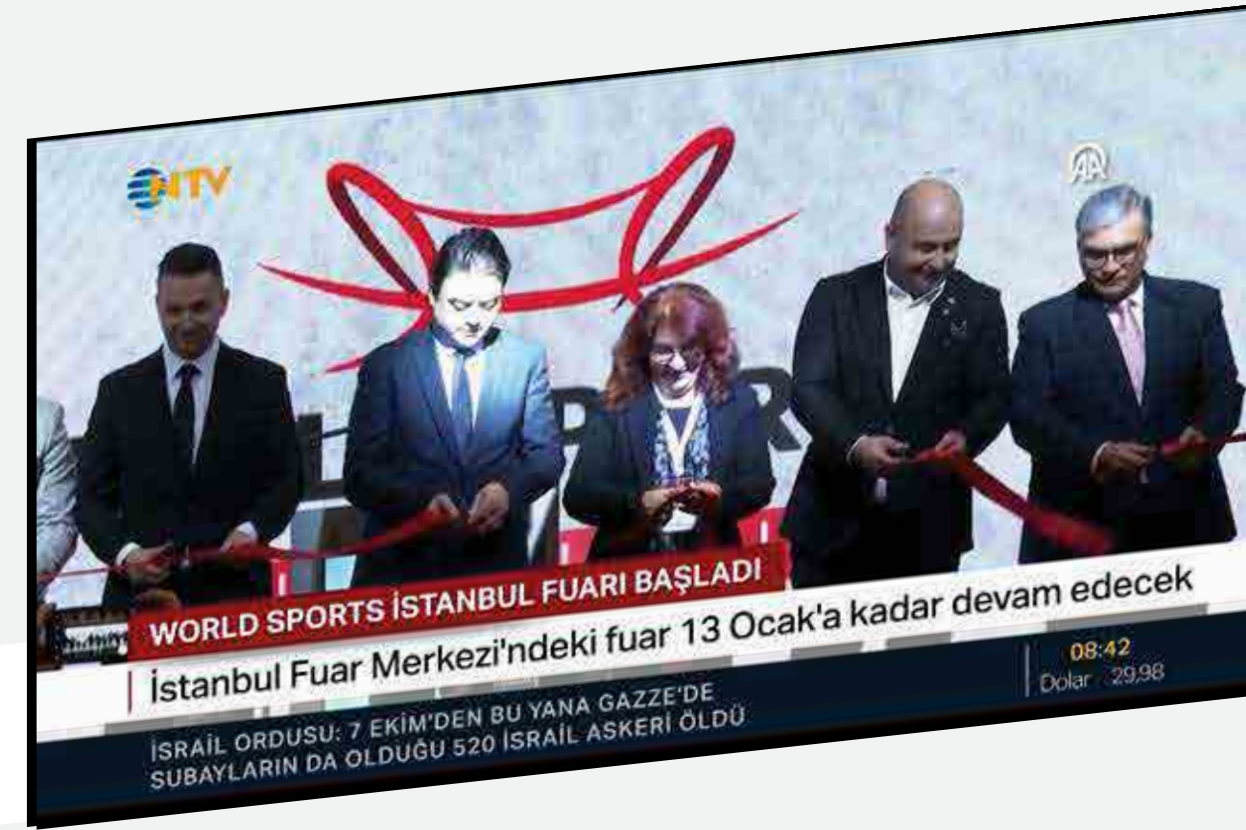 NTV
AA
WORLD SPORTS İSTANBUL FUARI BAŞLADI
İstanbul Fuar Merkezi'ndeki fuar 13 Ocak'a kadar devam edecek
08:42
Dolar 29,98
İSRAİL ORDUSU: 7 EKİM'DEN BU YANA GAZZE'DE
SUBAYLARIN DA OLDUĞU 520 İSRAİL ASKERİ ÖLDÜ